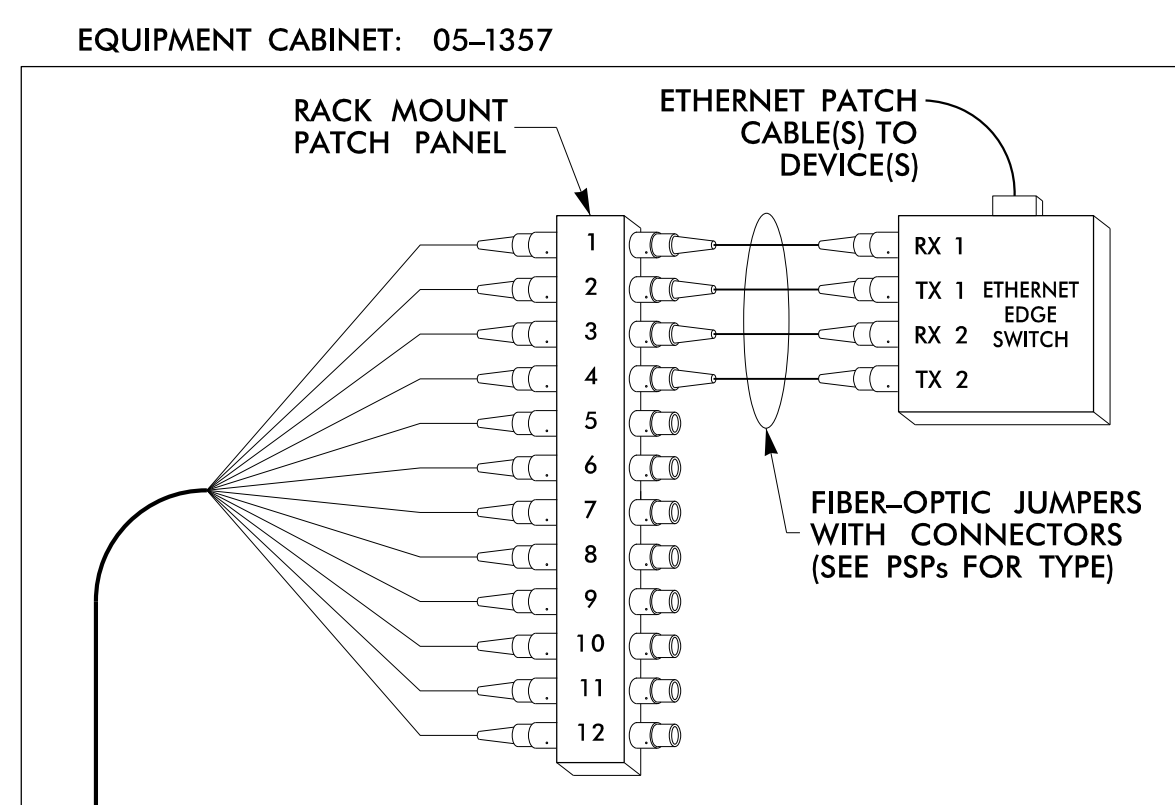 EQUIPMENT CABINET: 05–1357
RACK MOUNT
PATCH PANEL
ETHERNET PATCH
CABLE(S) TO
DEVICE(S)
1
2
3
4
5
6
7
8
9
10
11
12
RX 1
TX 1
RX 2
TX 2
ETHERNET
EDGE
SWITCH
FIBER–OPTIC JUMPERS
WITH CONNECTORS
(SEE PSPs FOR TYPE)